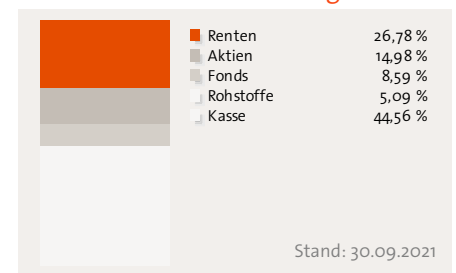 Renten 26,78 %
Aktien 14,98 %
Fonds 8,59 %
Rohstoffe 5,09 %
Kasse 44,56 %
Stand: 30.09.2021